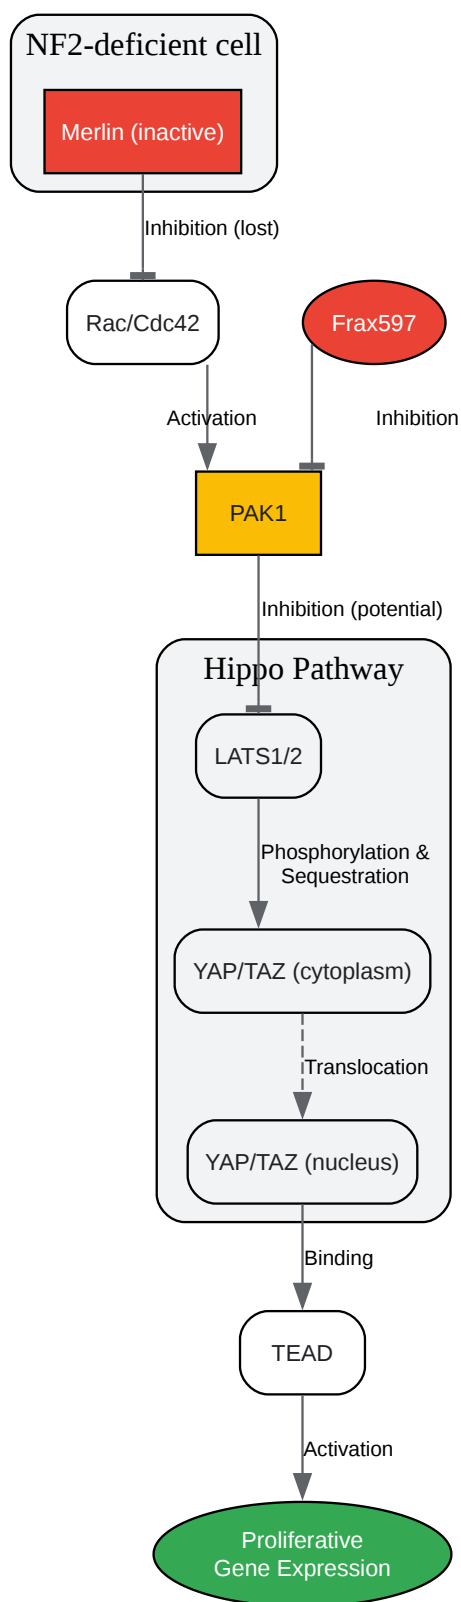 NF2-deficient cell
Merlin (inactive)
Inhibition (lost)
Rac/Cdc42
Frax597
Activation
Inhibition
PAK1
Inhibition (potential)
Hippo Pathway
LATS1/2
Phosphorylation &
Sequestration
YAP/TAZ (cytoplasm)
Translocation
YAP/TAZ (nucleus)
Binding
TEAD
Activation
Proliferative
Gene Expression